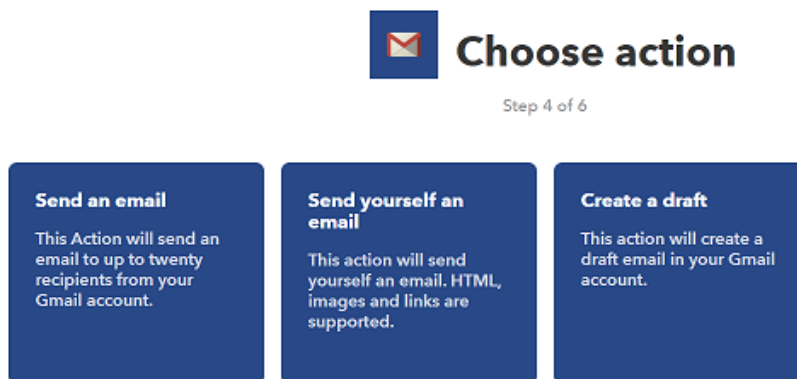 Choose action
Step 4 of 6
Send an email
This Action will send an
email to up to twenty
recipients from your
Gmail account.
Send yourself an
email
This action will send
yourself an email. HTML,
images and links are
supported.
Create a draft
This action will create a
draft email in your Gmail
account.